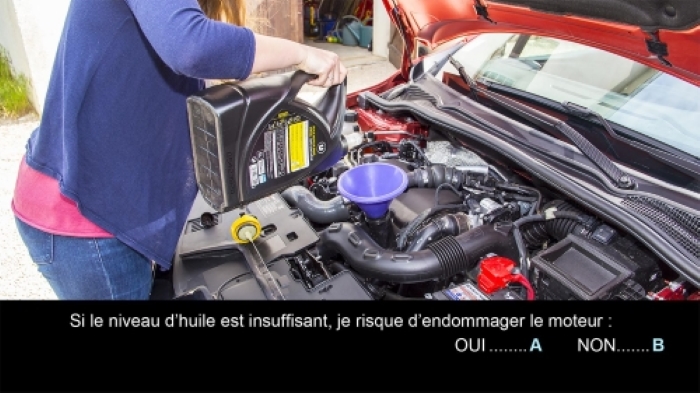 Si le niveau d'huile est insuffisant, je risque d'endommager le moteur :
OUI ........ A NON....... B